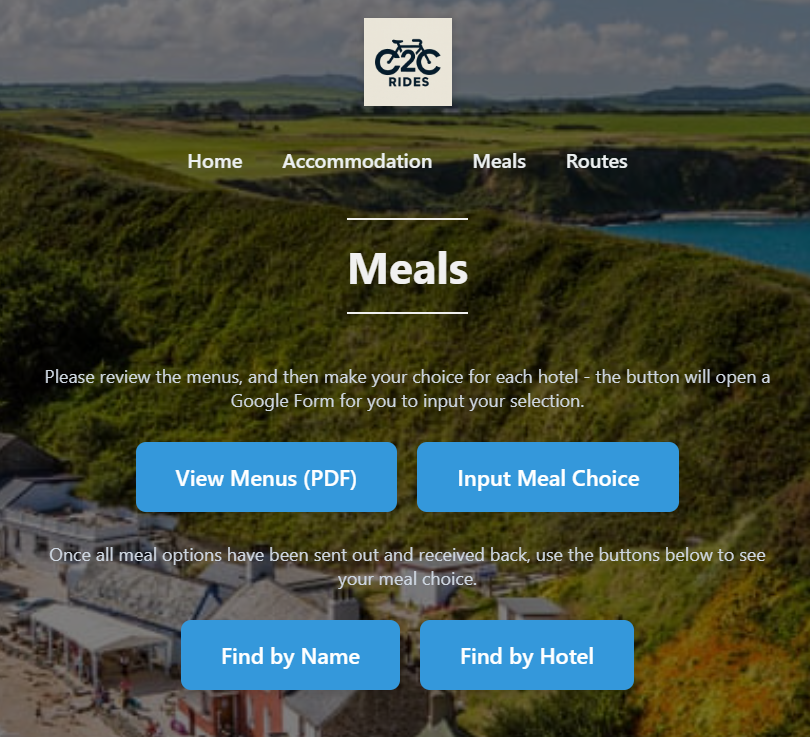 C2C
RIDES
Home Accommodation Meals Routes
Meals
Please review the menus, and then make your choice for each hotel - the button will open a
Google Form for you to input your selection.
View Menus (PDF) Input Meal Choice
Once all meal options have been sent out and received back, use the buttons below to see
your meal choice.
Find by Name Find by Hotel